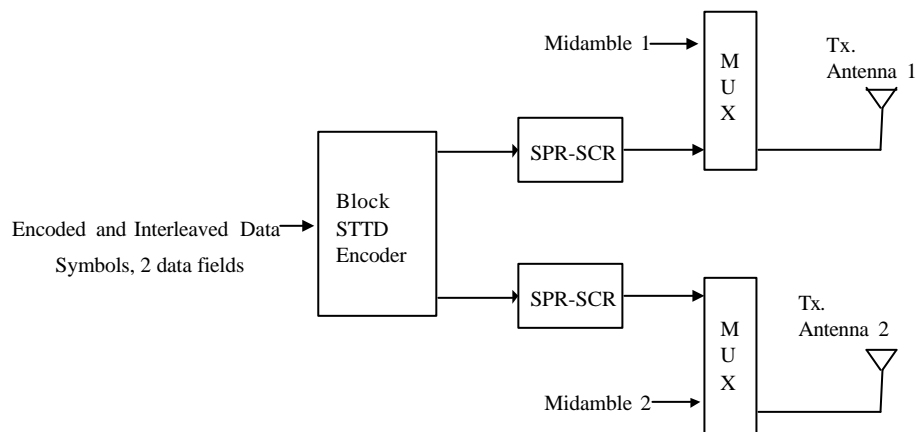 Midamble 1
M
U
X
Tx.
Antenna 1
SPR-SCR
Block
STTD
Encoder
Encoded and Interleaved Data
Symbols, 2 data fields
SPR-SCR
M
U
X
Tx.
Antenna 2
Midamble 2